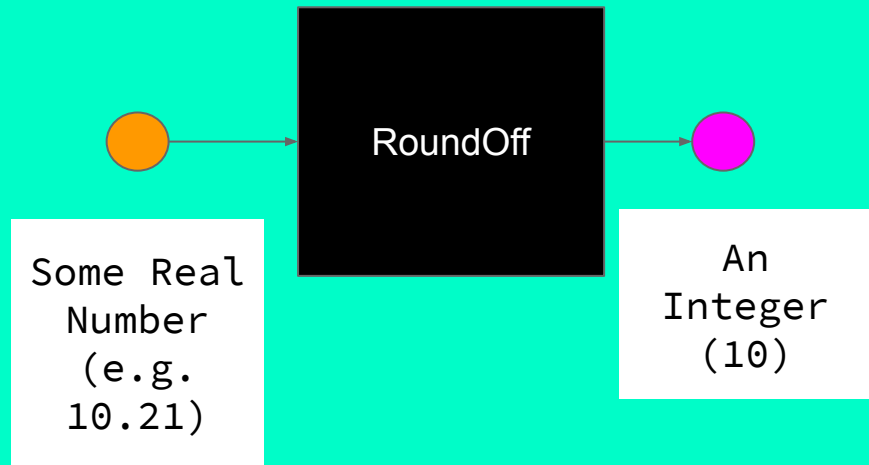 RoundOff
Some Real
Number
(e.g.
10.21)
An
Integer
(10)